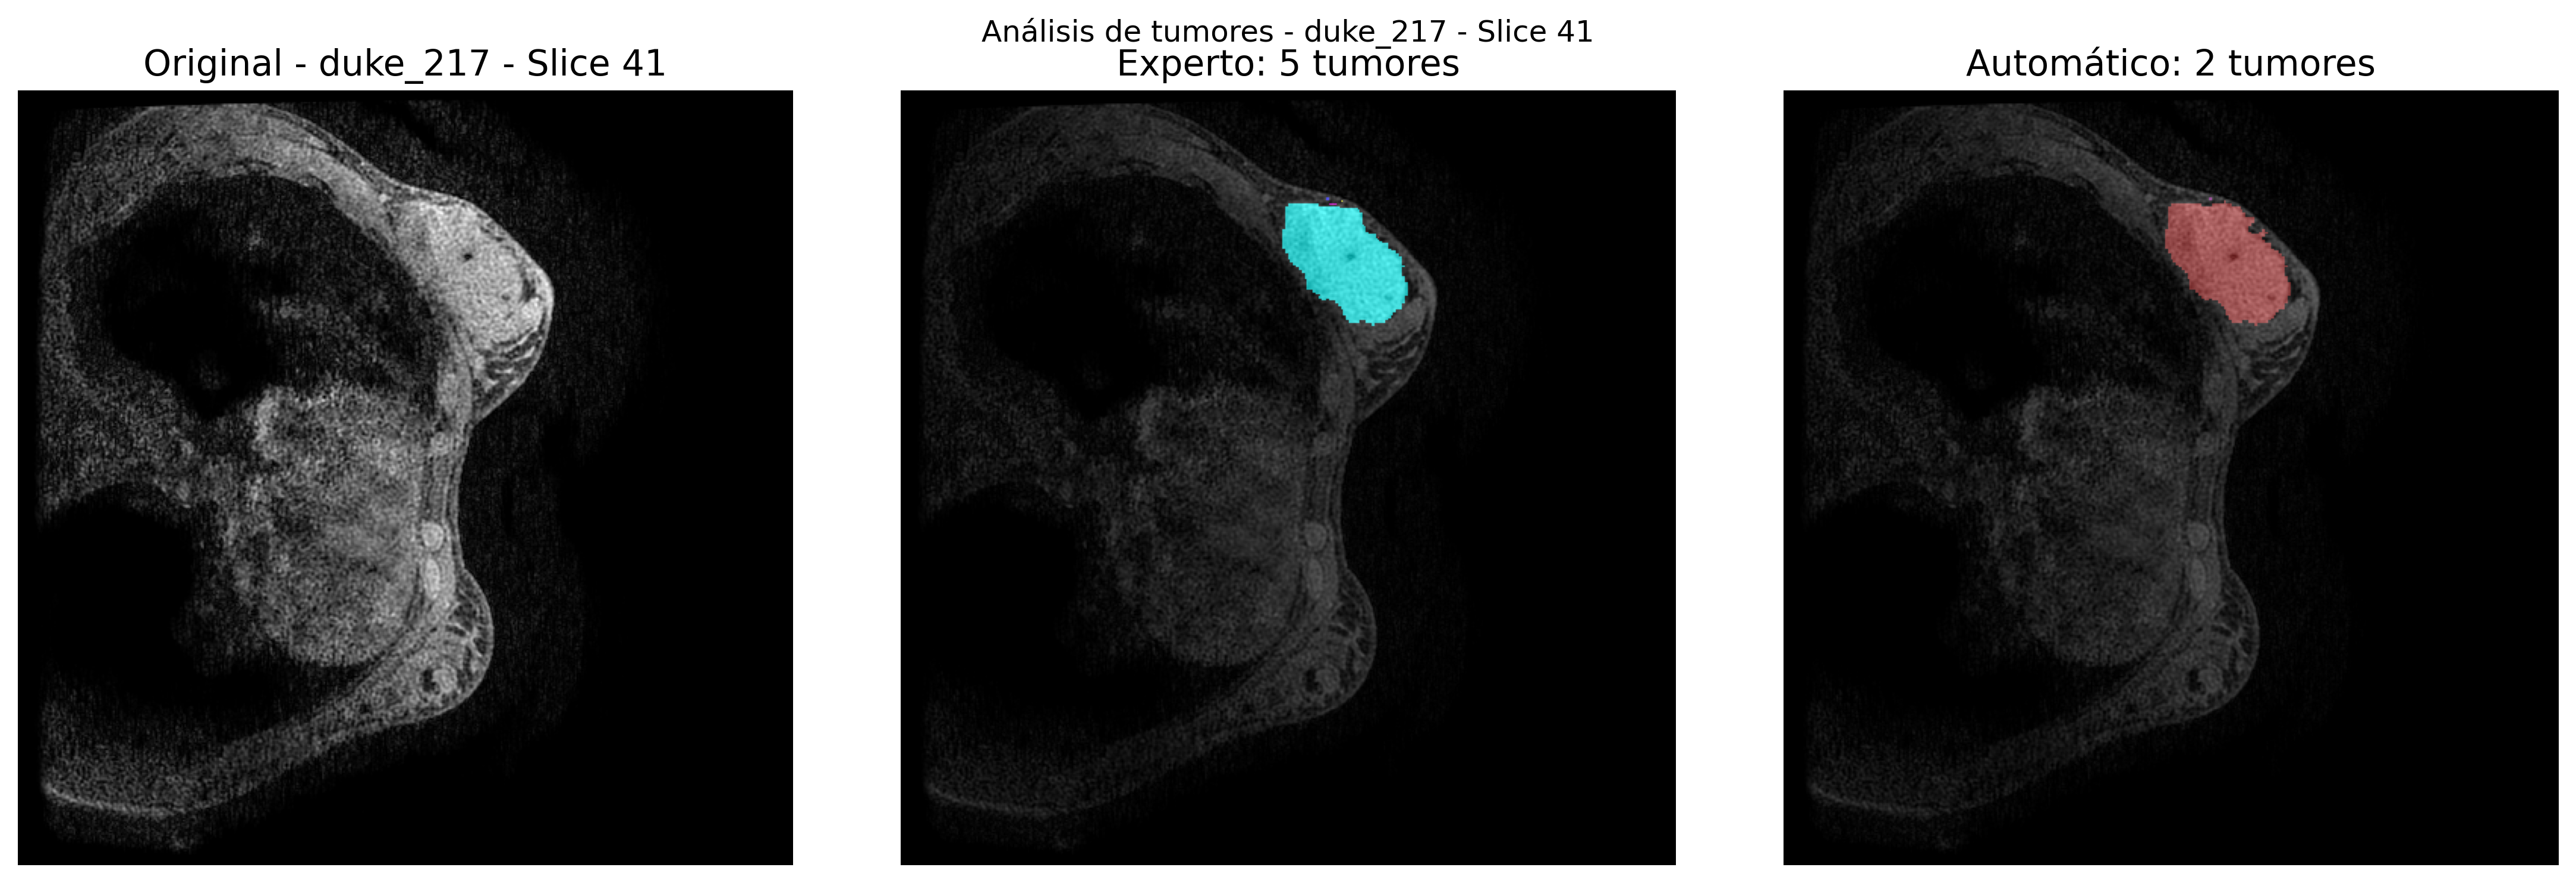 Análisis de tumores - duke_217 - Slice 41
Original - duke_217 - Slice 41
Experto: 5 tumores
Automático: 2 tumores